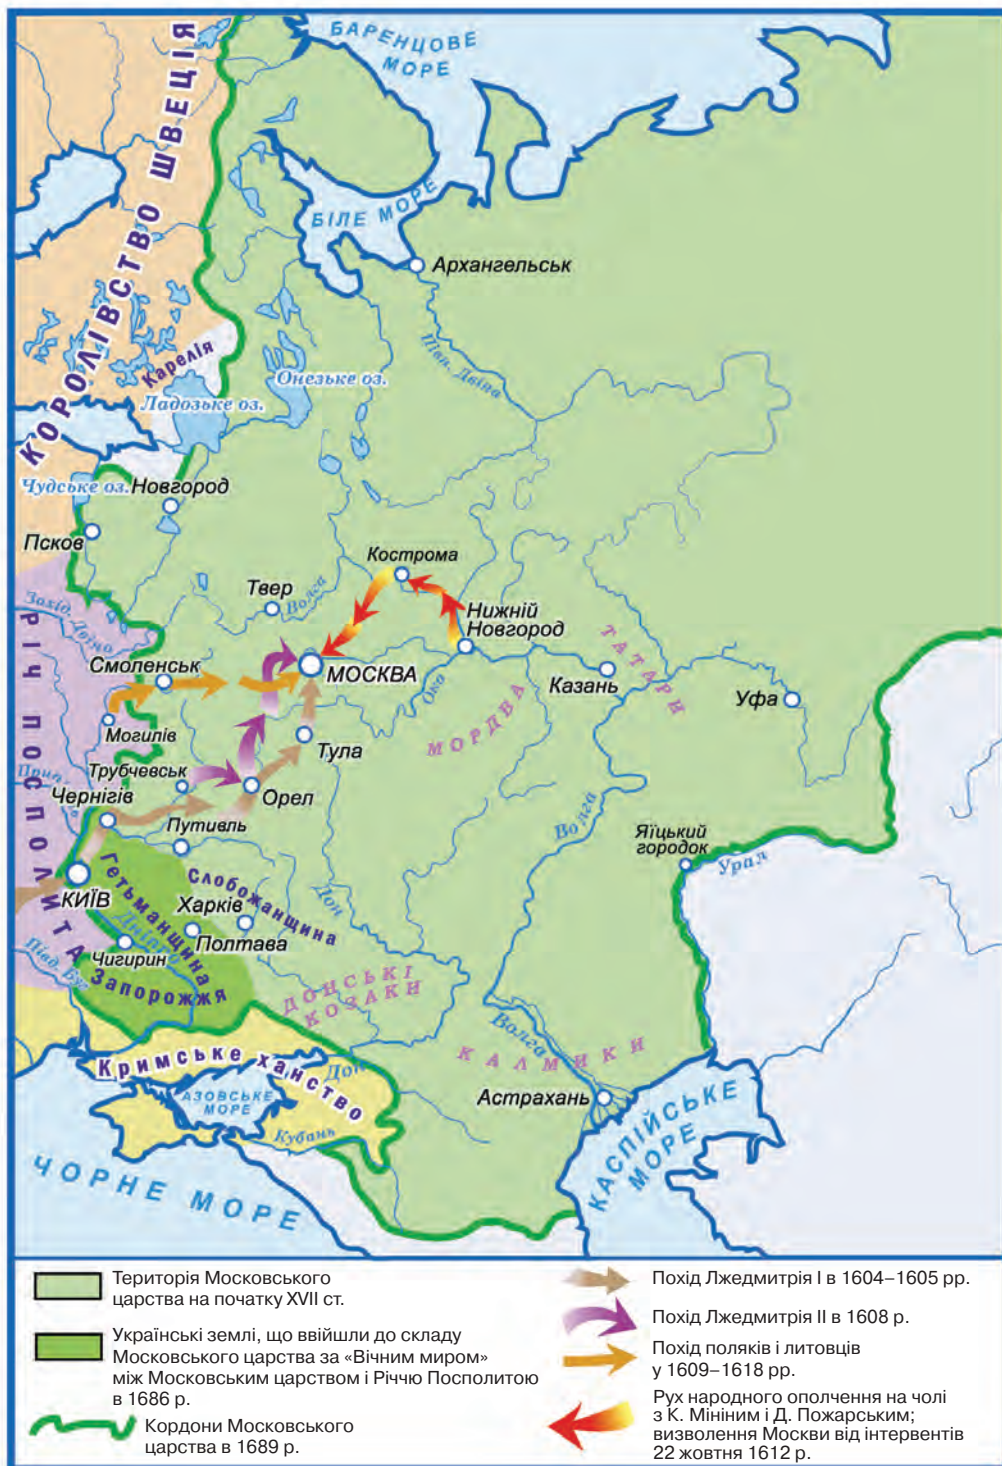 БАРЕНЦОВЕ
МОРЕ
КОРОЛІВСТВО ШВЕЦІЯ
БІЛЕ МОРЕ
Архангельськ
Півн. Двіна
Карелія
Онезьке оз.
Ладозьке оз.
Чудське оз.
Новгород
Псков
Кострома
Твер
Волга
Нижній
Новгород
Захід. Двіна
РІЧ ПОСПОЛИТА
Смоленськ
МОСКВА
Ока
Казань
ТАТАРИ
Уфа
МОРДВА
Могилів
Тула
Трубчевськ
Орел
Прип.
Чернігів
Путивль
Волга
Яїцький
городок
Урал
КИЇВ
Гетьманщина
Слобожанщина
Дон
Харків
Дніпро
Полтава
Чигирин
Півд. Буг
Запорожжя
ДОНСЬКІ
КОЗАКИ
Волга
КАЛМИКИ
Кримське ханство
Дон
Астрахань
АЗОВСЬКЕ
МОРЕ
Кубань
КАСПІЙСЬКЕ
МОРЕ
ЧОРНЕ МОРЕ
Територія Московського
царства на початку XVII ст.
Українські землі, що ввійшли до складу
Московського царства за «Вічним миром»
між Московським царством і Річчю Посполитою
в 1686 р.
Кордони Московського
царства в 1689 р.
Похід Лжедмитрія I в 1604–1605 рр.
Похід Лжедмитрія II в 1608 р.
Похід поляків і литовців
у 1609–1618 рр.
Рух народного ополчення на чолі
з К. Мініним і Д. Пожарським;
визволення Москви від інтервентів
22 жовтня 1612 р.